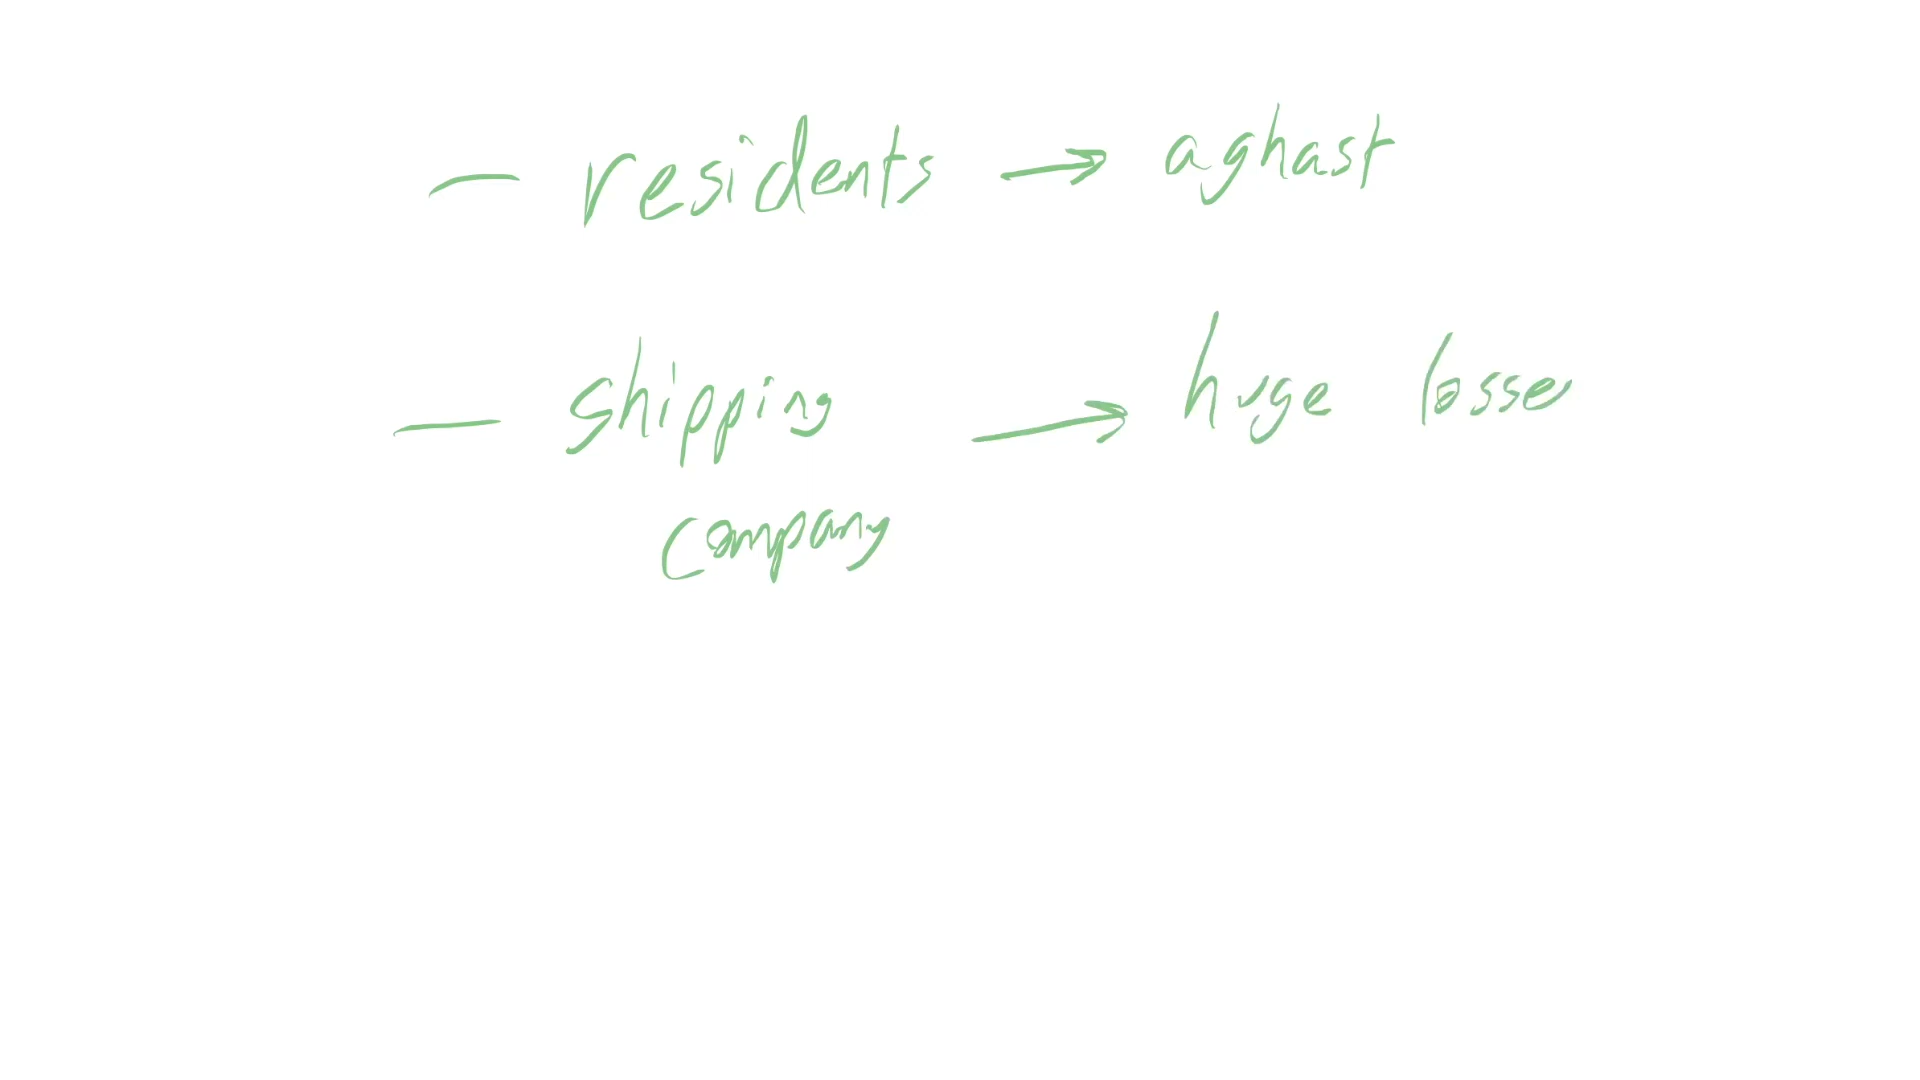 — residents → aghast
— shipping → huge losse
company